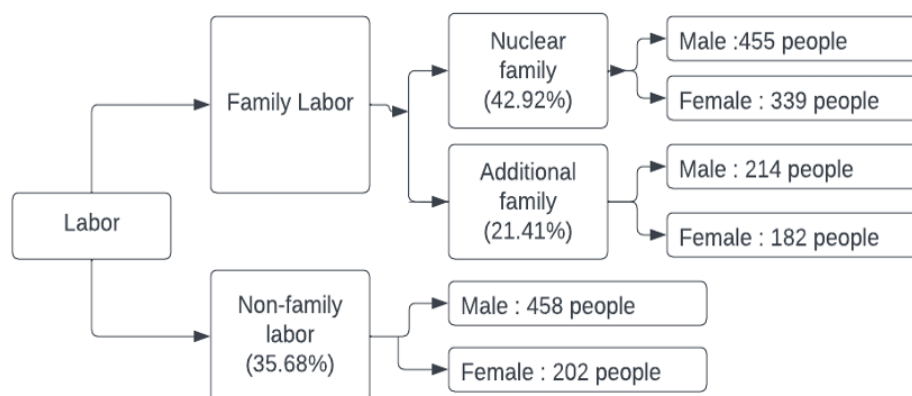 Labor
Family Labor
Nuclear
family
(42.92%)
Male :455 people
Female : 339 people
Additional
family
(21.41%)
Male : 214 people
Female : 182 people
Non-family
labor
(35.68%)
Male : 458 people
Female : 202 people